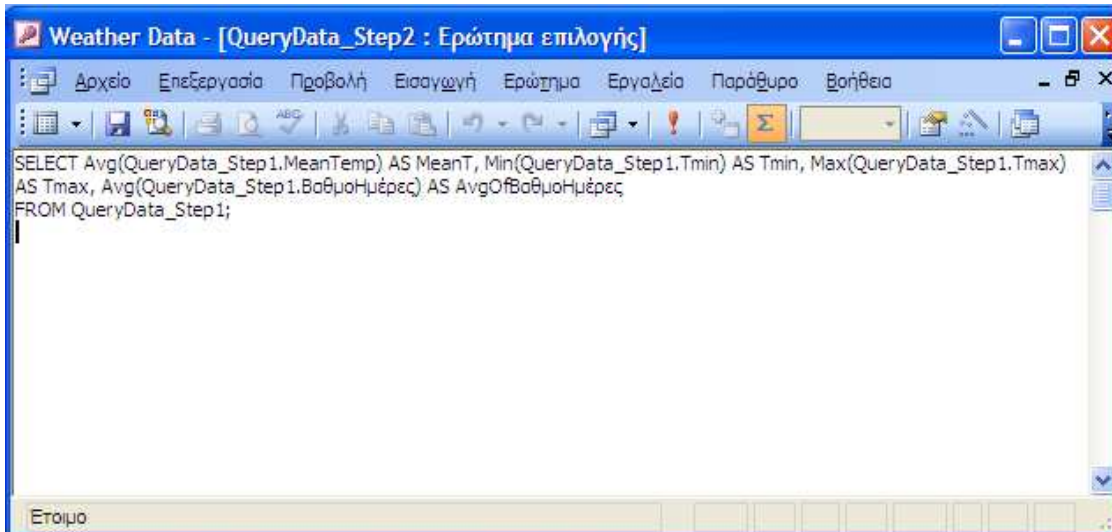 Weather Data - [QueryData_Step2 : Ερώτημα επιλογής]
Αρχείο Επεξεργασία Προβολή Εισαγωγή Ερώτημα Εργαλεία Παράθυρο Βοήθεια
ABC Σ
SELECT Avg(QueryData_Step1.MeanTemp) AS MeanT, Min(QueryData_Step1.Tmin) AS Tmin, Max(QueryData_Step1.Tmax)
AS Tmax, Avg(QueryData_Step1.ΒαθμοΗμέρες) AS AvgOfΒαθμοΗμέρες
FROM QueryData_Step1;
Έτοιμο